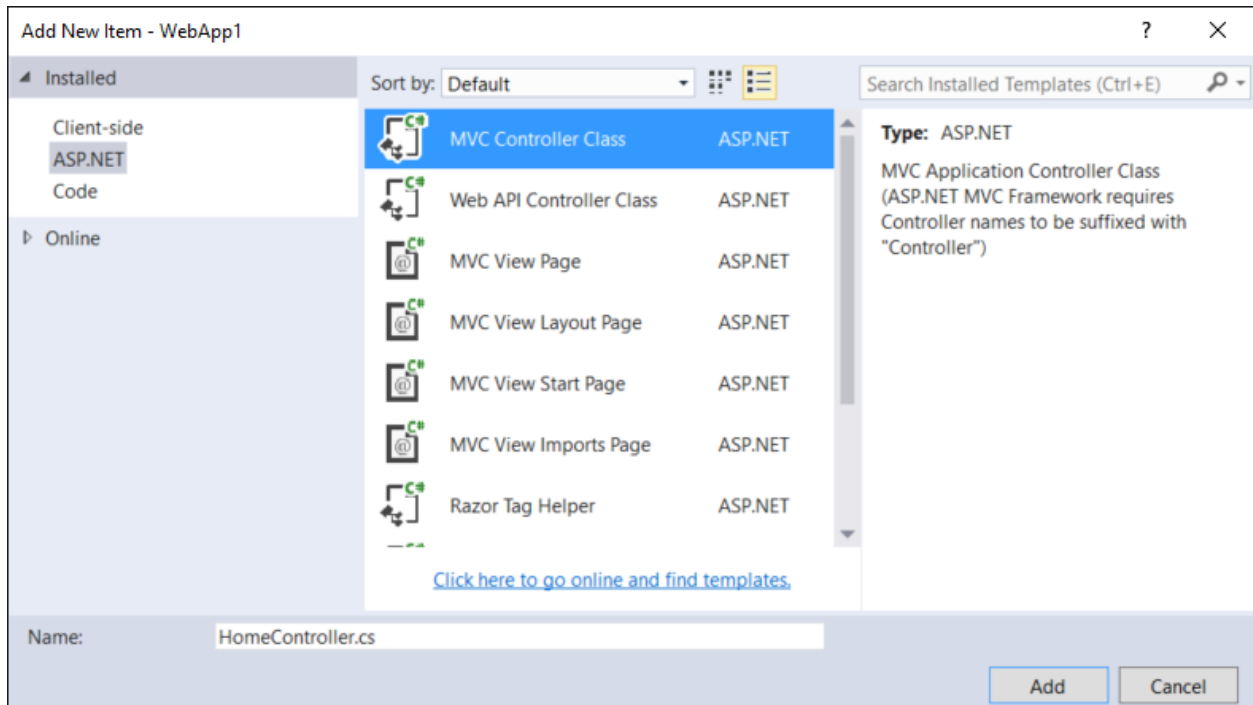 Add New Item - WebApp1
?
Installed
Client-side
ASP.NET
Code
Online
Sort by: Default
C# MVC Controller Class ASP.NET
C# Web API Controller Class ASP.NET
C# @ MVC View Page ASP.NET
C# @ MVC View Layout Page ASP.NET
C# @ MVC View Start Page ASP.NET
C# @ MVC View Imports Page ASP.NET
C# Razor Tag Helper ASP.NET
Click here to go online and find templates.
Search Installed Templates (Ctrl+E)
Type: ASP.NET
MVC Application Controller Class
(ASP.NET MVC Framework requires
Controller names to be suffixed with
"Controller")
Name: HomeController.cs
Add Cancel